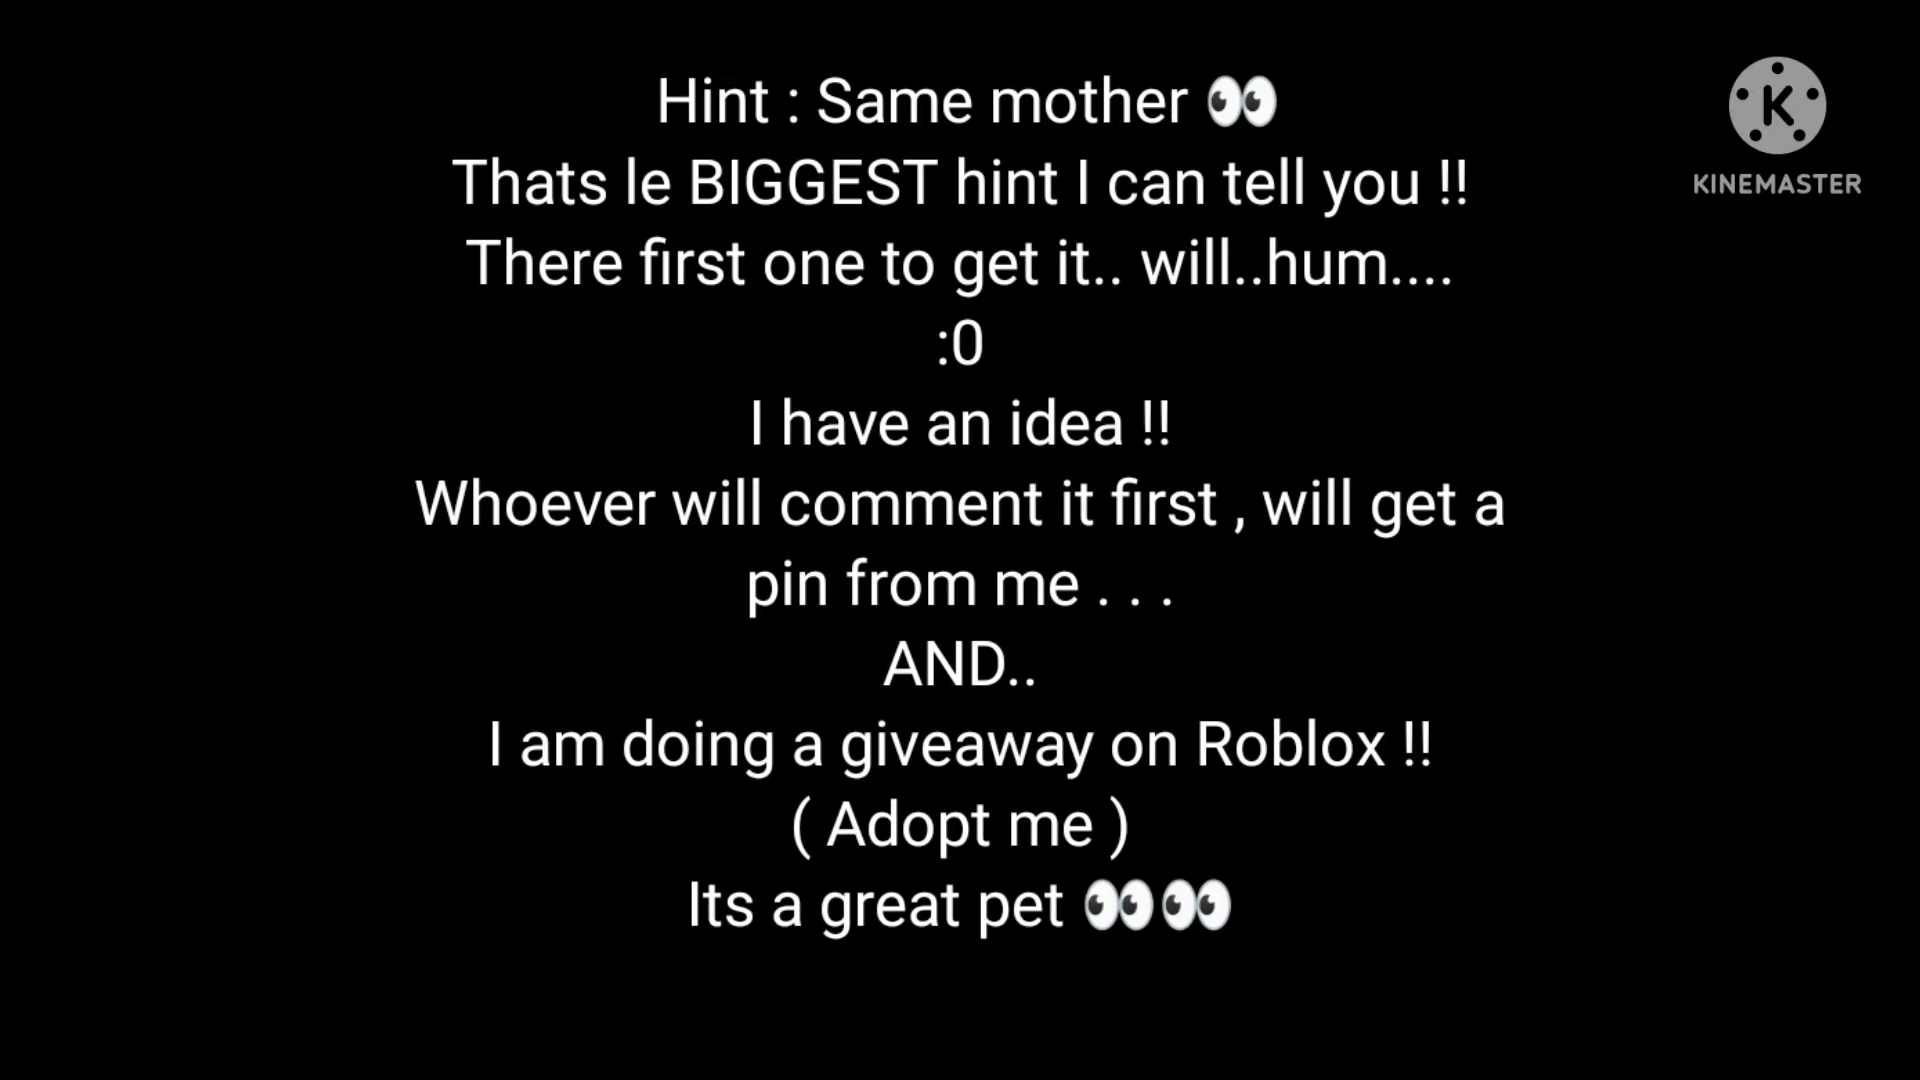 Hint : Same mother 👀
Thats le BIGGEST hint I can tell you !!
There first one to get it.. will..hum....
:0
I have an idea !!
Whoever will comment it first , will get a
pin from me . . .
AND..
I am doing a giveaway on Roblox !!
( Adopt me )
Its a great pet 👀👀
K
KINEMASTER